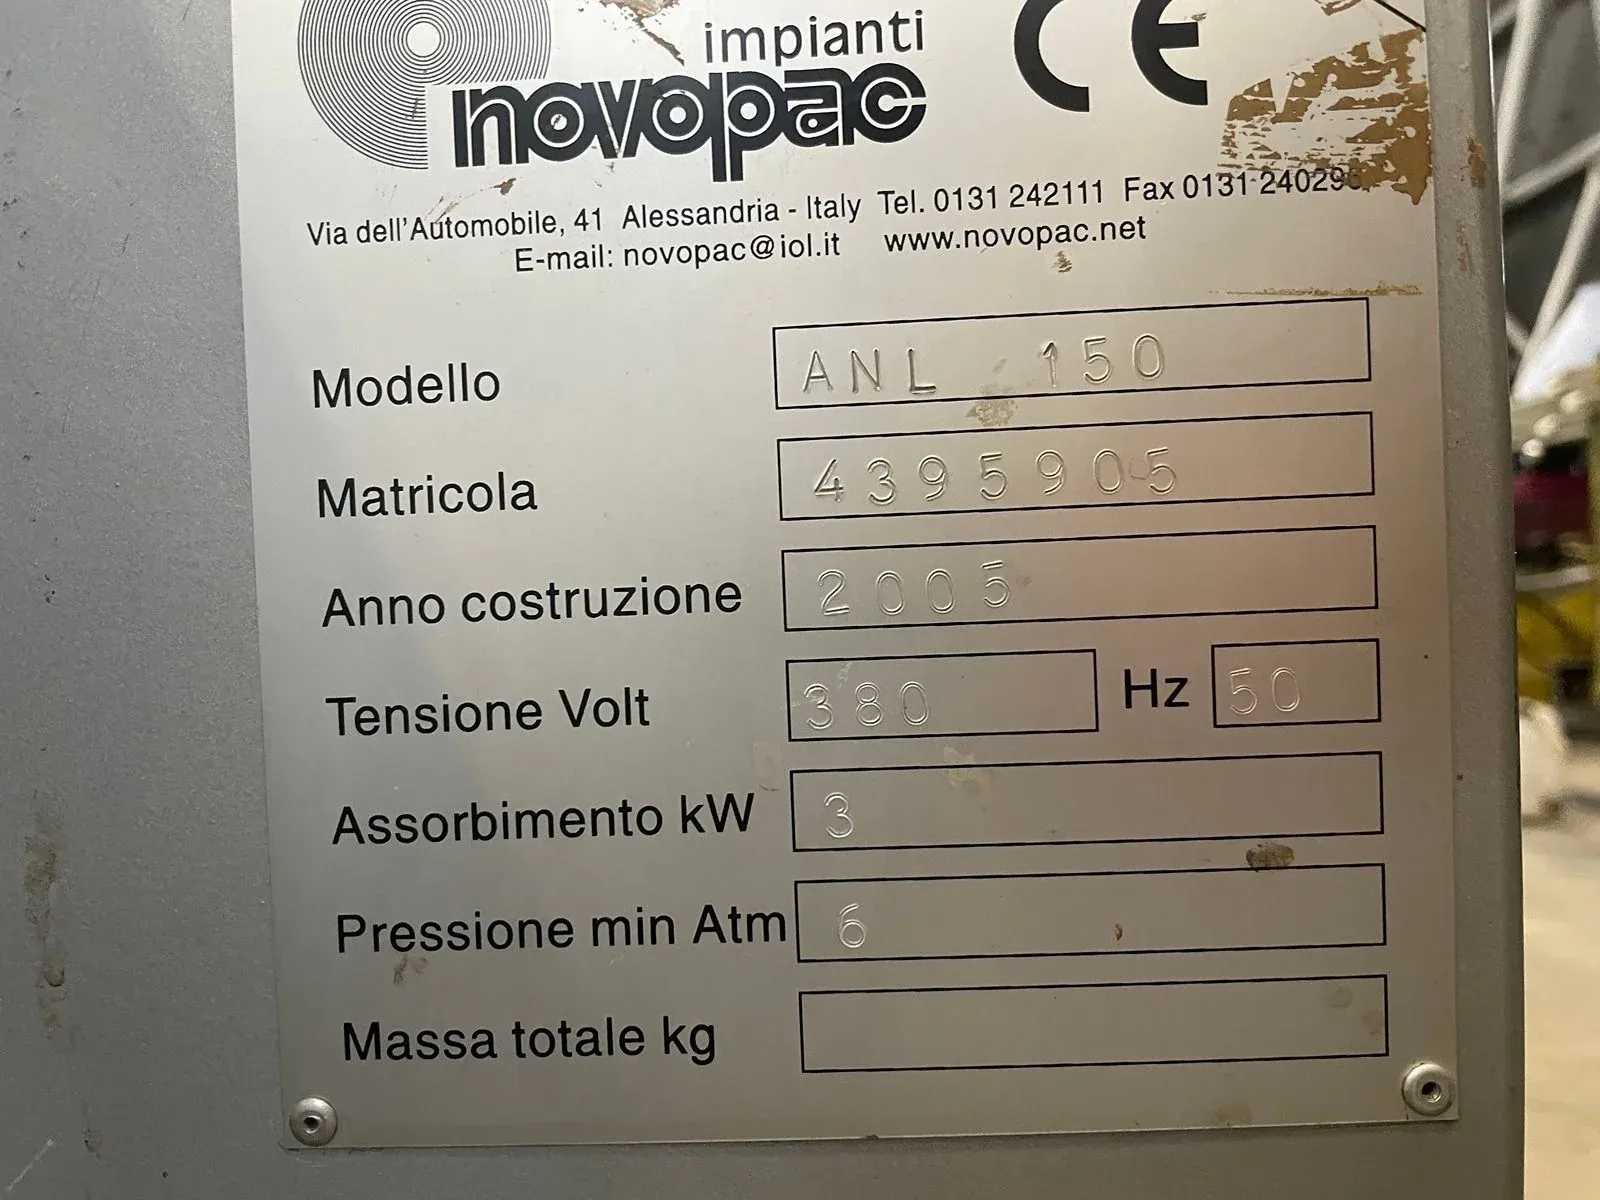 impianti
novopac
CE
Via dell'Automobile, 41 Alessandria - Italy Tel. 0131 242111 Fax 0131
E-mail: novopac@iol.it www.novopac.net
Modello ANL 150
Matricola 4395905
Anno costruzione 2005
Tensione Volt 380 Hz 50
Assorbimento kW 3
Pressione min Atm 6
Massa totale kg